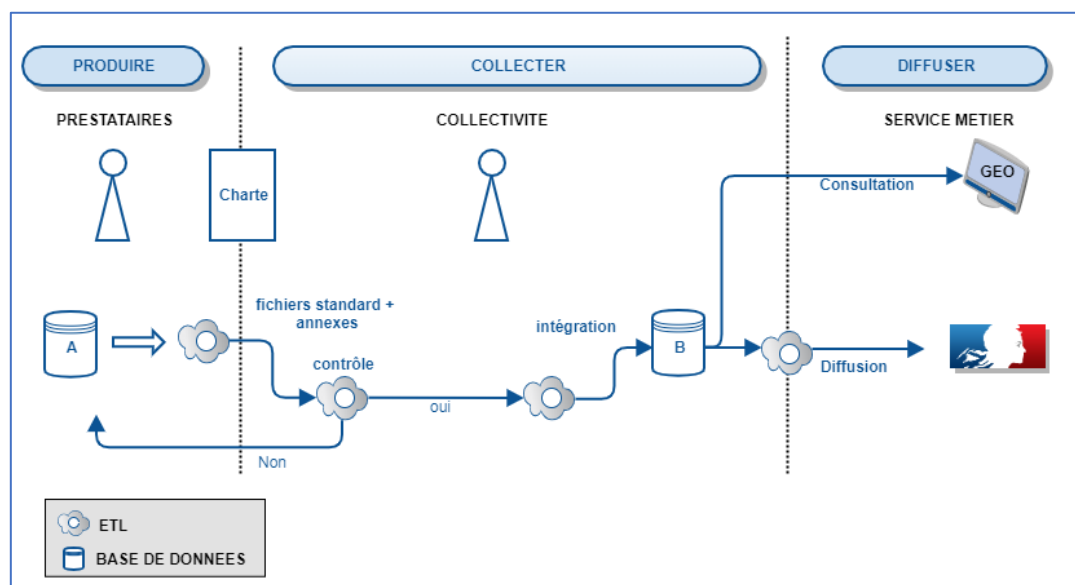 PRODUIRE
COLLECTER
DIFFUSER
PRESTATAIRES
COLLECTIVITE
SERVICE METIER
Charte
GEO
Consultation
fichiers standard +
annexes
intégration
A
B
contrôle
Diffusion
oui
Non
ETL
BASE DE DONNEES